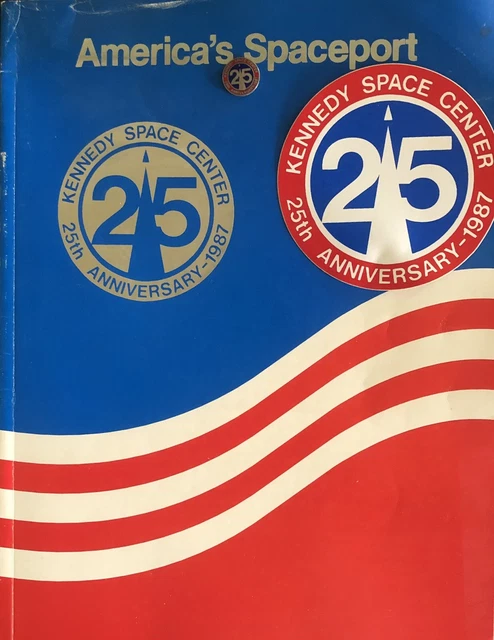 America's Spaceport
25
KENNEDY SPACE CENTER
25
25th ANNIVERSARY-1987
KENNEDY SPACE CENTER
25
25th ANNIVERSARY-1987